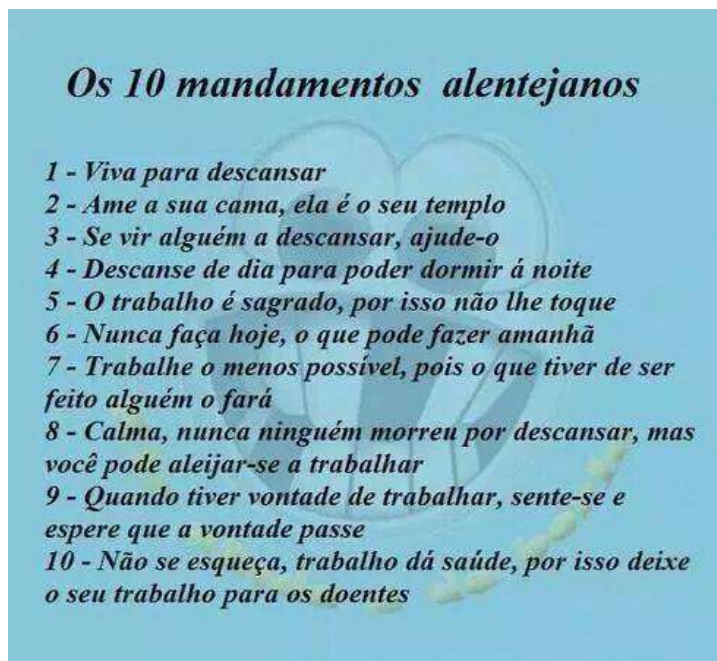 Os 10 mandamentos alentejanos
1 - Viva para descansar
2 - Ame a sua cama, ela é o seu templo
3 - Se vir alguém a descansar, ajude-o
4 - Descanse de dia para poder dormir á noite
5 - O trabalho é sagrado, por isso não lhe toque
6 - Nunca faça hoje, o que pode fazer amanhã
7 - Trabalhe o menos possível, pois o que tiver de ser
feito alguém o fará
8 - Calma, nunca ninguém morreu por descansar, mas
você pode aleijar-se a trabalhar
9 - Quando tiver vontade de trabalhar, sente-se e
espere que a vontade passe
10 - Não se esqueça, trabalho dá saúde, por isso deixe
o seu trabalho para os doentes